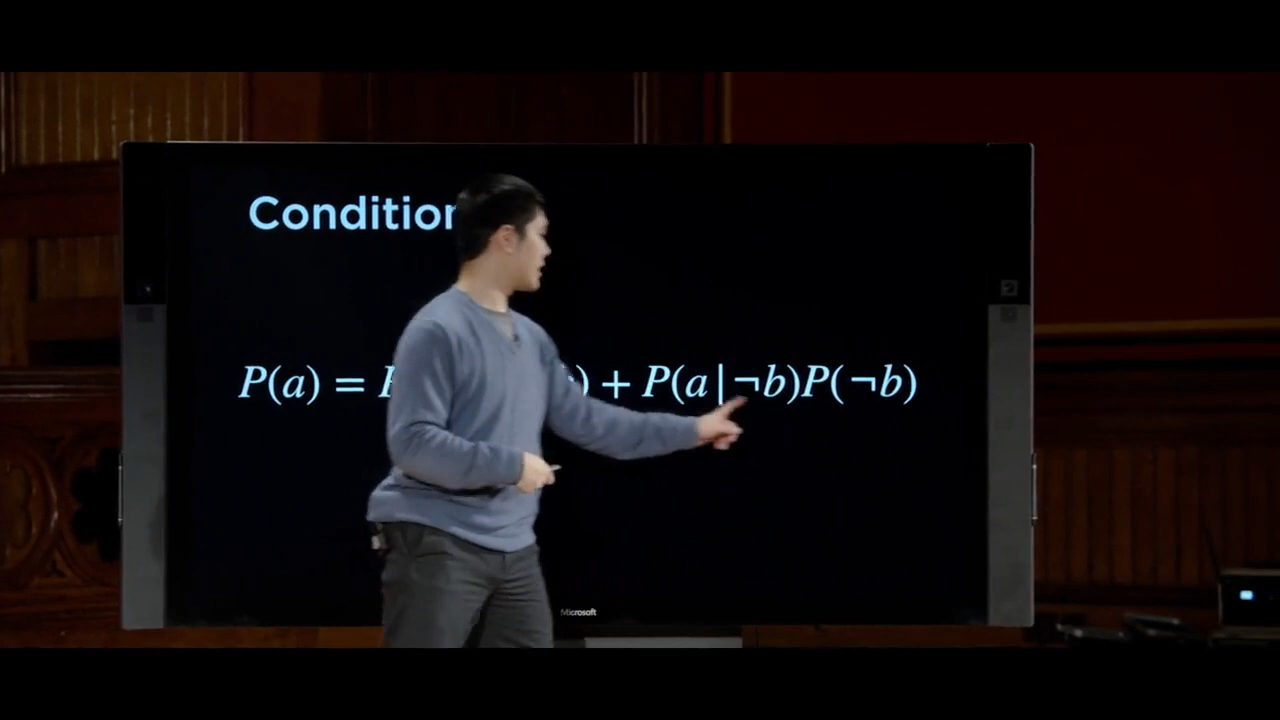 Condition
P(a) = P ) + P(a|¬b)P(¬b)
Microsoft